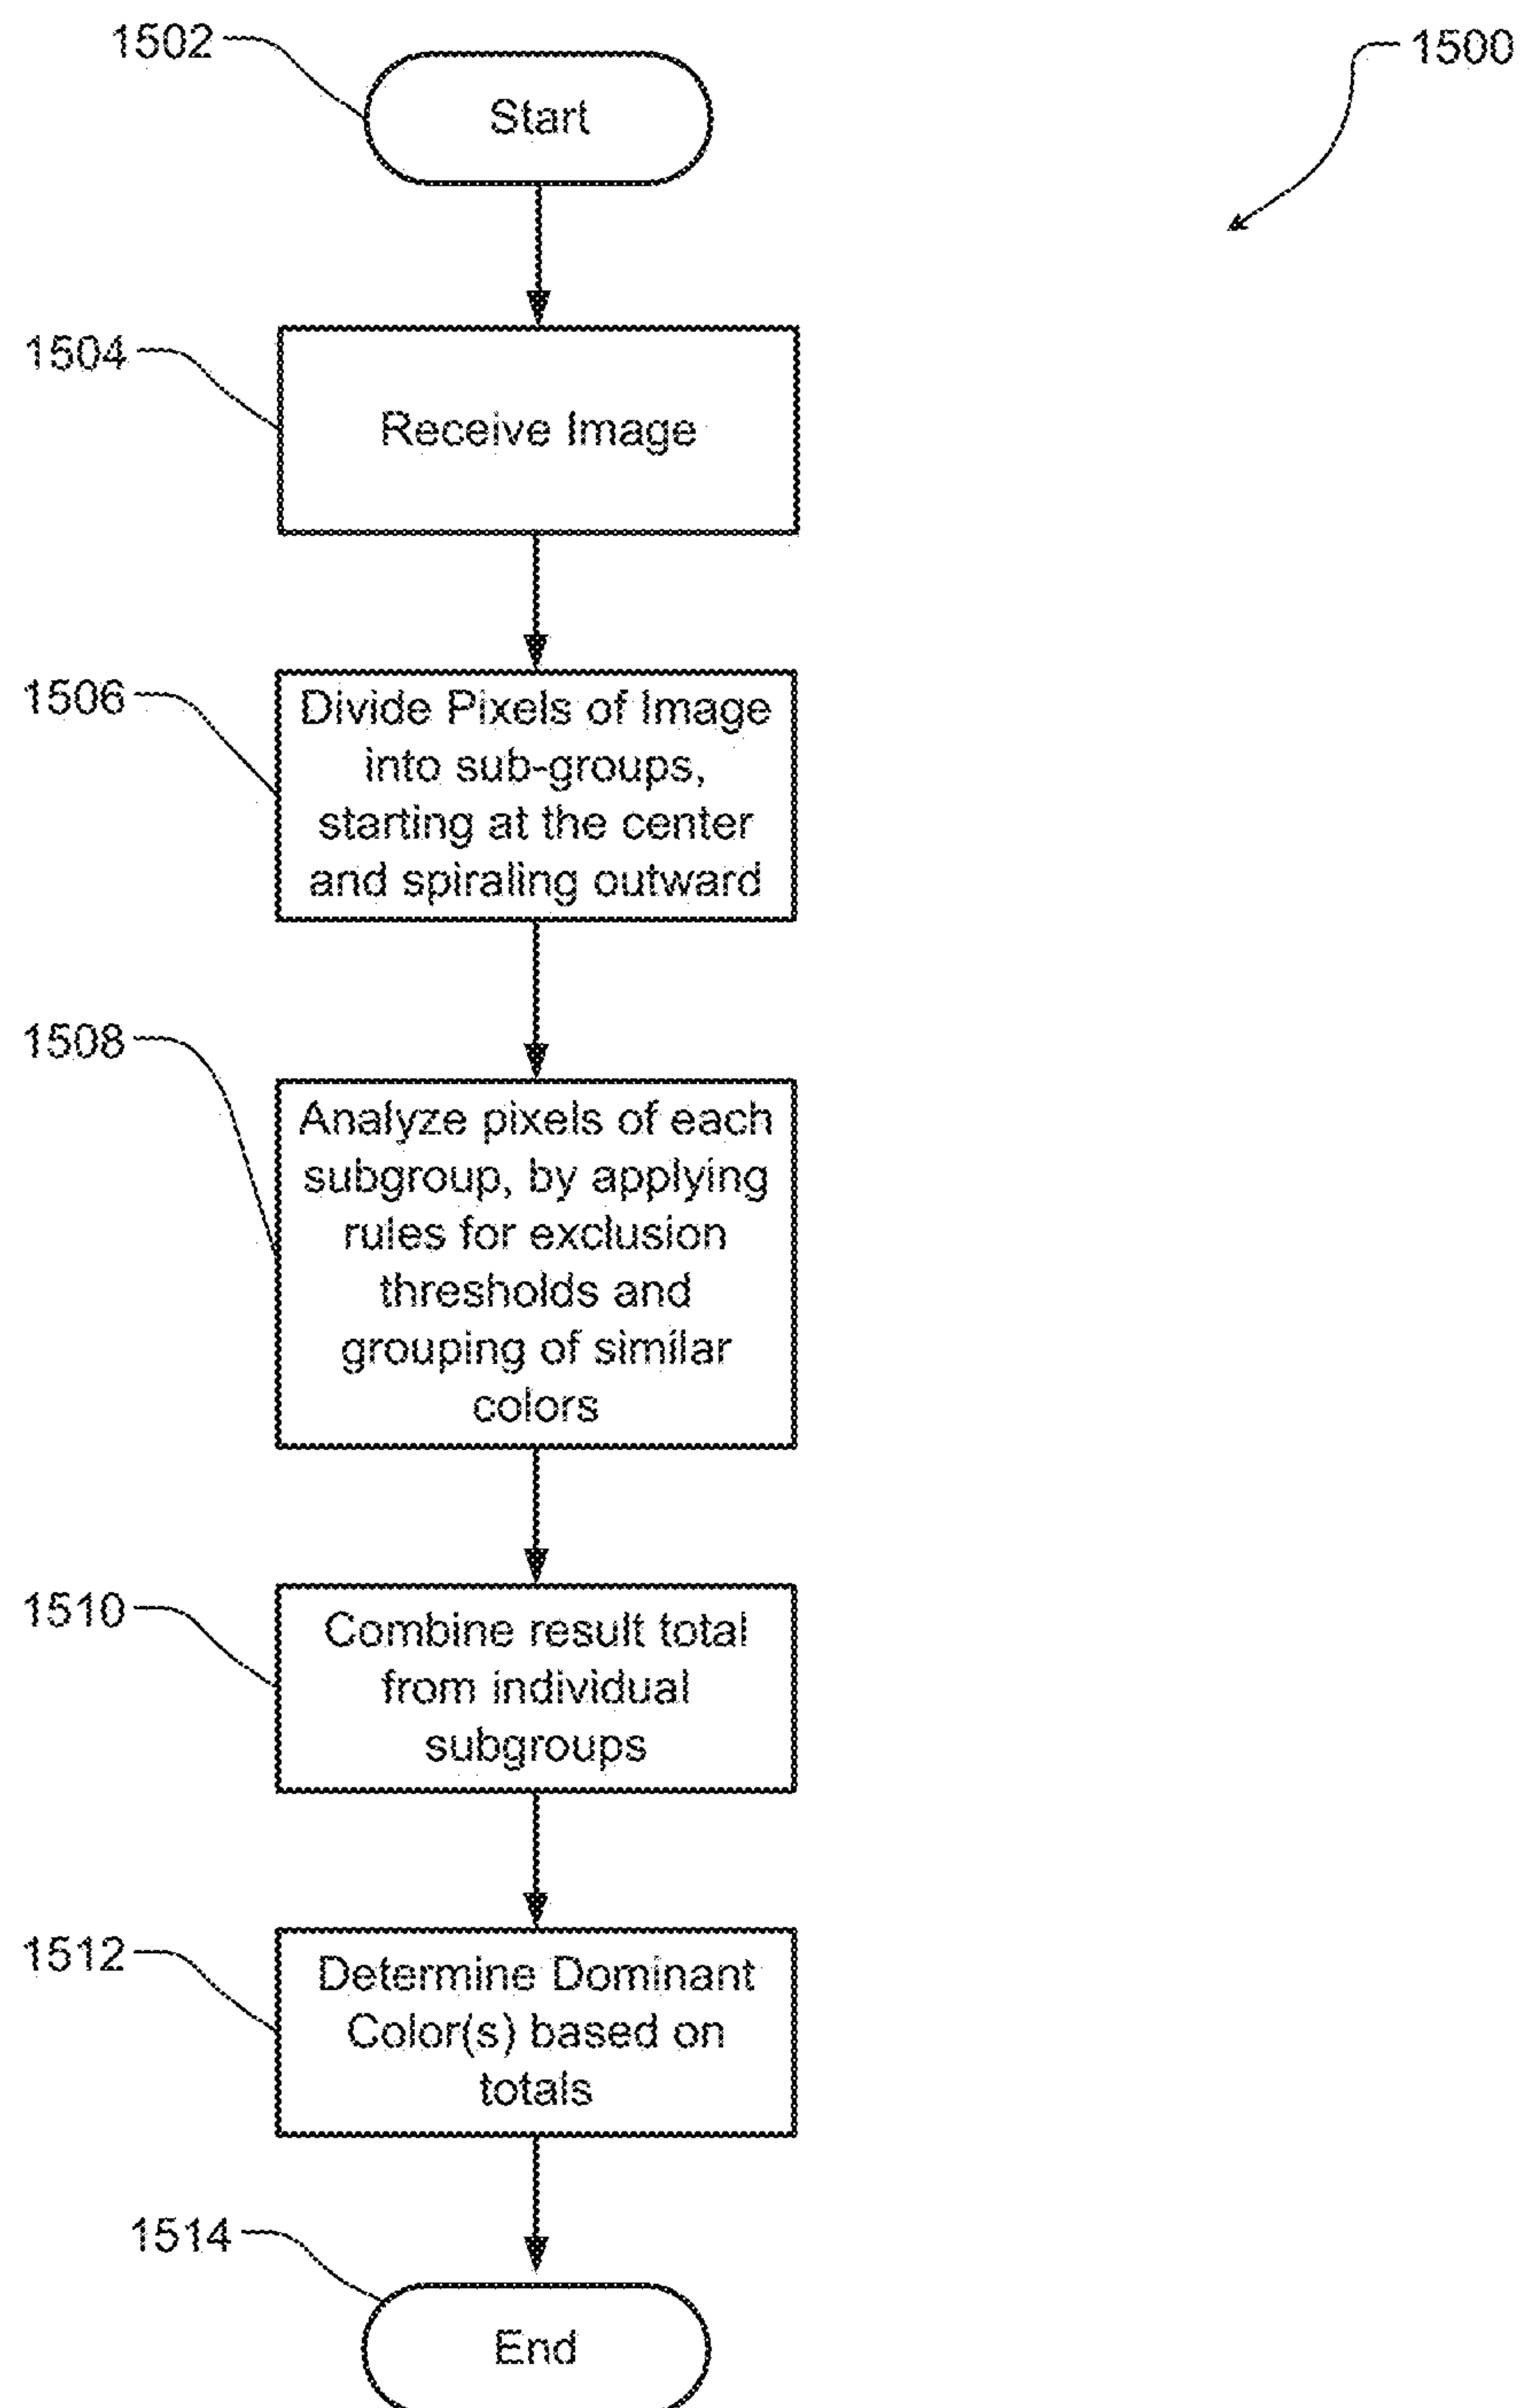 1502
1500
Start
1504
Receive Image
1506
Divide Pixels of Image
into sub-groups,
starting at the center
and spiraling outward
1508
Analyze pixels of each
subgroup, by applying
rules for exclusion
thresholds and
grouping of similar
colors
1510
Combine result total
from individual
subgroups
1512
Determine Dominant
Color(s) based on
totals
1514
End